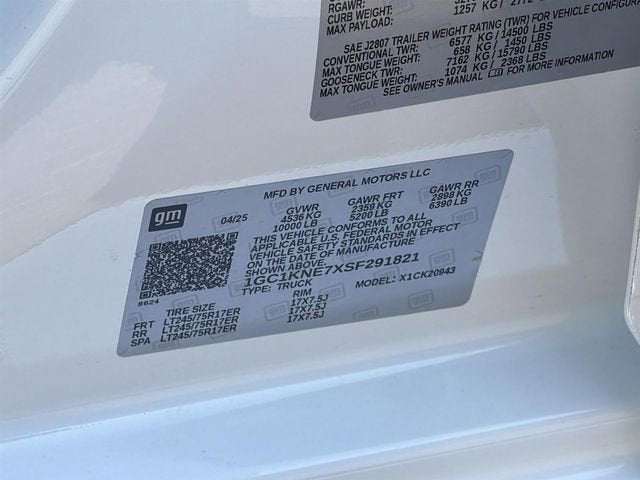 RGAWR:
CURB WEIGHT:
MAX PAYLOAD: 1257 KG / 2772
SAE J2807 TRAILER WEIGHT RATING (TWR) FOR VEHICLE CONFIGUR
CONVENTIONAL TWR: 6577 KG / 14500 LBS
MAX TONGUE WEIGHT: 658 KG / 1450 LBS
GOOSENECK TWR: 7162 KG / 15790 LBS
MAX TONGUE WEIGHT: 1074 KG / 2368 LBS
SEE OWNER'S MANUAL gm FOR MORE INFORMATION
gm
MFD BY GENERAL MOTORS LLC
04/25
GVWR GAWR FRT GAWR RR
4536 KG 2359 KG 2898 KG
10000 LB 5200 LB 6390 LB
THIS VEHICLE CONFORMS TO ALL
APPLICABLE U.S. FEDERAL MOTOR
VEHICLE SAFETY STANDARDS IN EFFECT
ON THE DATE OF MANUFACTURE
1GC1KNE7XSF291821
TYPE: TRUCK MODEL: X1CK20943
8624
TIRE SIZE RIM
FRT LT245/75R17ER 17X7.5J
RR LT245/75R17ER 17X7.5J
SPA LT245/75R17ER 17X7.5J